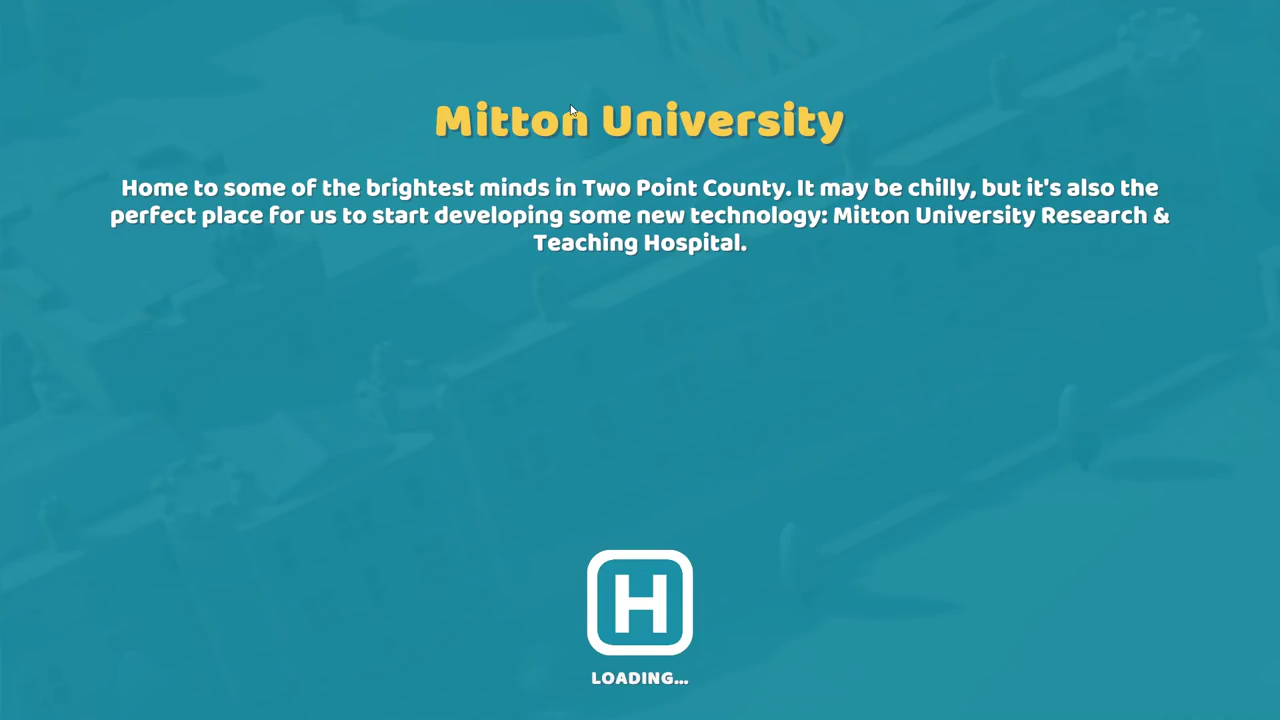 Mitton University
Home to some of the brightest minds in Two Point County. It may be chilly, but it's also the
perfect place for us to start developing some new technology: Mitton University Research &
Teaching Hospital.
H
LOADING...